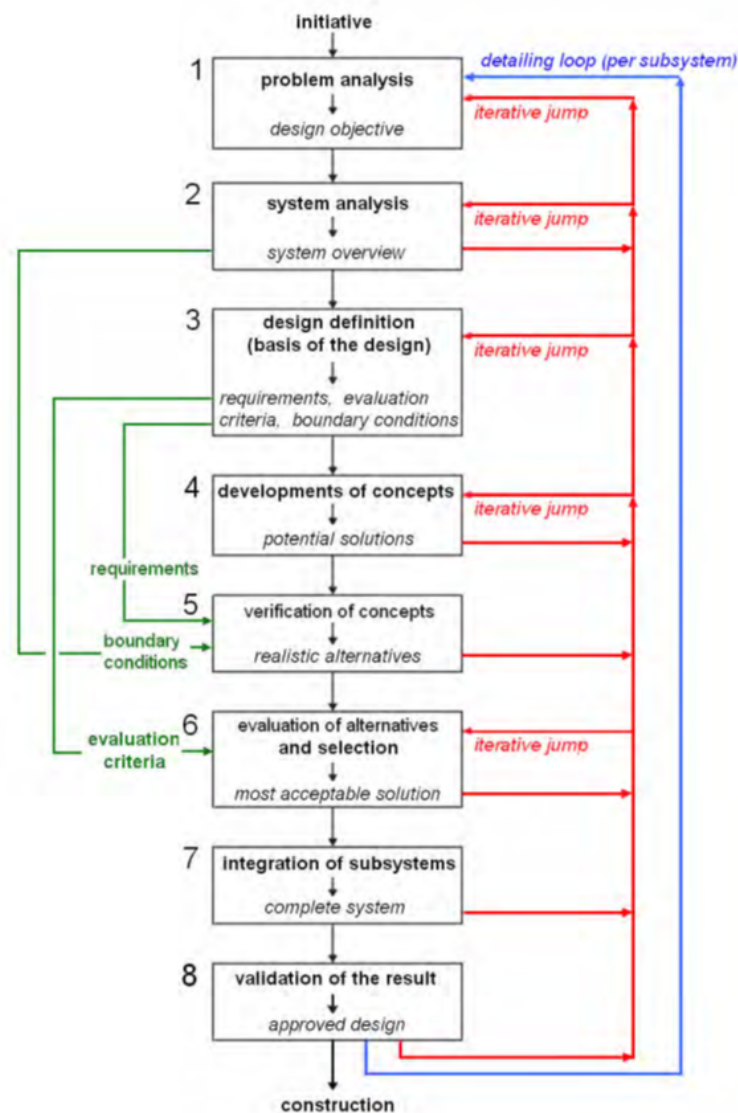 initiative
detailing loop (per subsystem)
1
problem analysis
iterative jump
design objective
2
system analysis
iterative jump
system overview
3
design definition
(basis of the design)
iterative jump
requirements, evaluation
criteria, boundary conditions
4
developments of concepts
iterative jump
potential solutions
requirements
5
verification of concepts
realistic alternatives
boundary
conditions
6
evaluation of alternatives
and selection
iterative jump
evaluation
criteria
most acceptable solution
7
integration of subsystems
complete system
8
validation of the result
approved design
construction